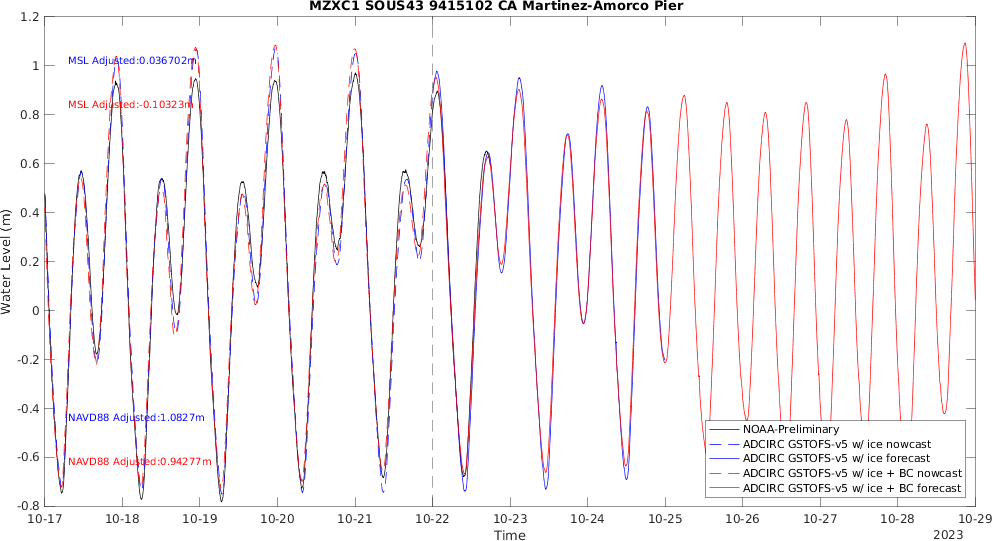 MZXC1 SOUS43 9415102 CA Martinez-Amorco Pier
1.2
1
0.8
0.6
0.4
0.2
0
-0.2
-0.4
-0.6
-0.8
Water Level (m)
MSL Adjusted:0.036702m
MSL Adjusted:-0.10323m
NAVD88 Adjusted:1.0827m
NAVD88 Adjusted:0.94277m
NOAA-Preliminary
ADCIRC GSTOFS-v5 w/ ice nowcast
ADCIRC GSTOFS-v5 w/ ice forecast
ADCIRC GSTOFS-v5 w/ ice + BC nowcast
ADCIRC GSTOFS-v5 w/ ice + BC forecast
10-17 10-18 10-19 10-20 10-21 10-22 10-23 10-24 10-25 10-26 10-27 10-28 10-29
Time
2023